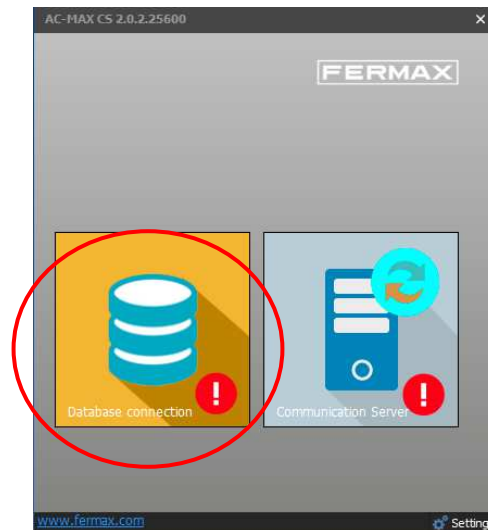 AC-MAX CS 2.0.2.25600
FERMAX
Database connection
Communication Server
www.fermax.com
Setting